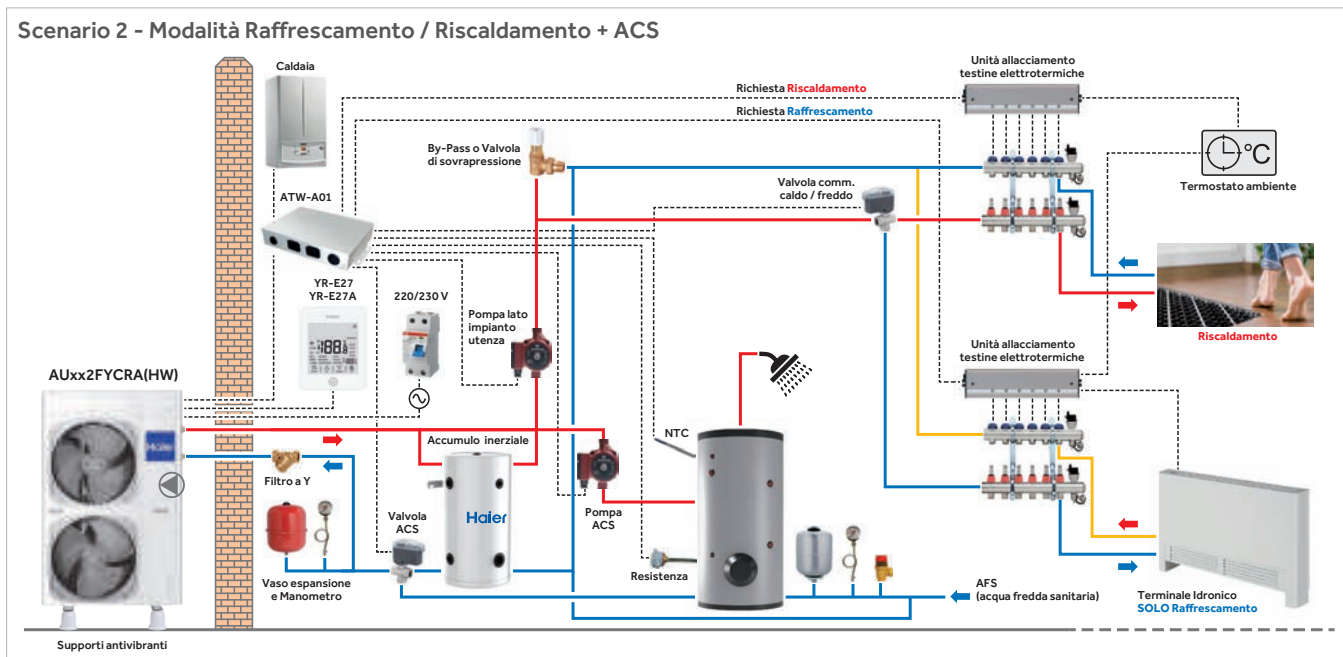 Scenario 2 - Modalità Raffrescamento / Riscaldamento + ACS
Caldaia
Unità allacciamento
testine elettrotermiche
Richiesta Riscaldamento
Richiesta Raffrescamento
By-Pass o Valvola
di sovrapressione
Valvola comm.
caldo / freddo
°C
Termostato ambiente
ATW-A01
YR-E27
YR-E27A
220/230 V
Pompa lato
impianto
utenza
Riscaldamento
Unità allacciamento
testine elettrotermiche
AUxx2FYCRA(HW)
Haier
Accumulo inerziale
NTC
Filtro a Y
Haier
Pompa
ACS
Valvola
ACS
Resistenza
Vaso espansione
e Manometro
AFS
(acqua fredda sanitaria)
Terminale Idronico
SOLO Raffrescamento
Supporti antivibranti